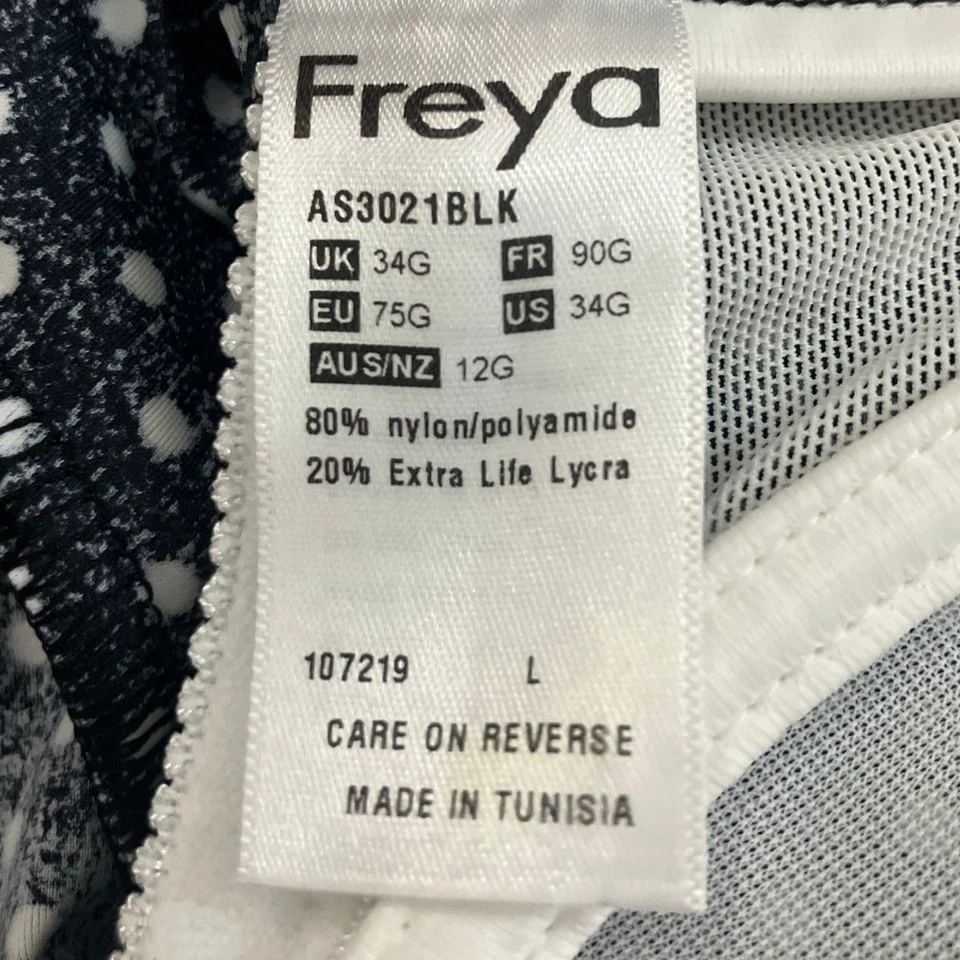 Freya
AS3021BLK
UK 34G FR 90G
EU 75G US 34G
AUS/NZ 12G
80% nylon/polyamide
20% Extra Life Lycra
107219 L
CARE ON REVERSE
MADE IN TUNISIA